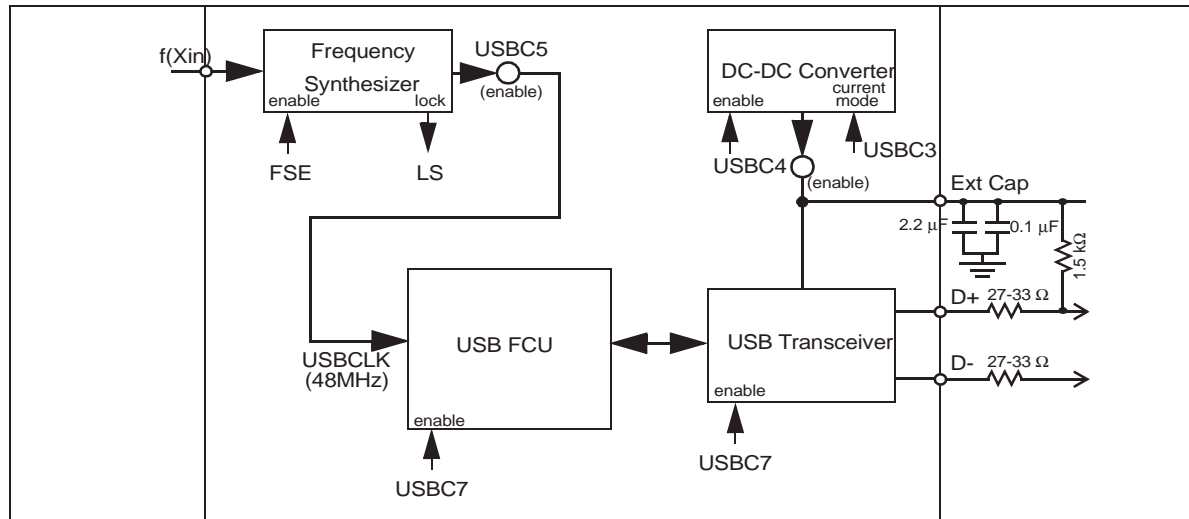 f(Xin)
Frequency
Synthesizer
enable
lock
USBC5
(enable)
FSE
LS
DC-DC Converter
enable
current
mode
USBC4
USBC3
(enable)
Ext Cap
2.2 μF
0.1 μF
1.5 kΩ
D+
27-33 Ω
D-
27-33 Ω
USB FCU
USB Transceiver
USBCLK
(48MHz)
enable
enable
USBC7
USBC7